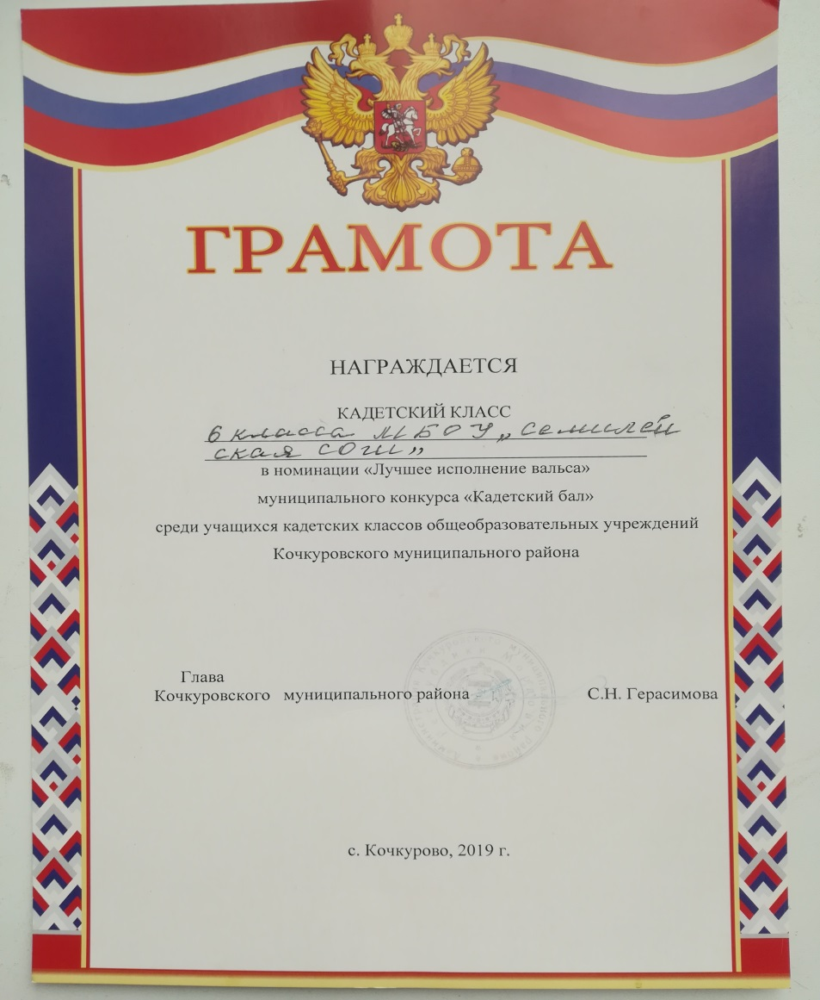 ГРАМОТА
НАГРАЖДАЕТСЯ
КАДЕТСКИЙ КЛАСС
6 класса МБОУ „Семилей
ская СОШ„
в номинации «Лучшее исполнение вальса»
муниципального конкурса «Кадетский бал»
среди учащихся кадетских классов общеобразовательных учреждений
Кочкуровского муниципального района
Глава
Кочкуровского муниципального района С.Н. Герасимова
с. Кочкурово, 2019 г.